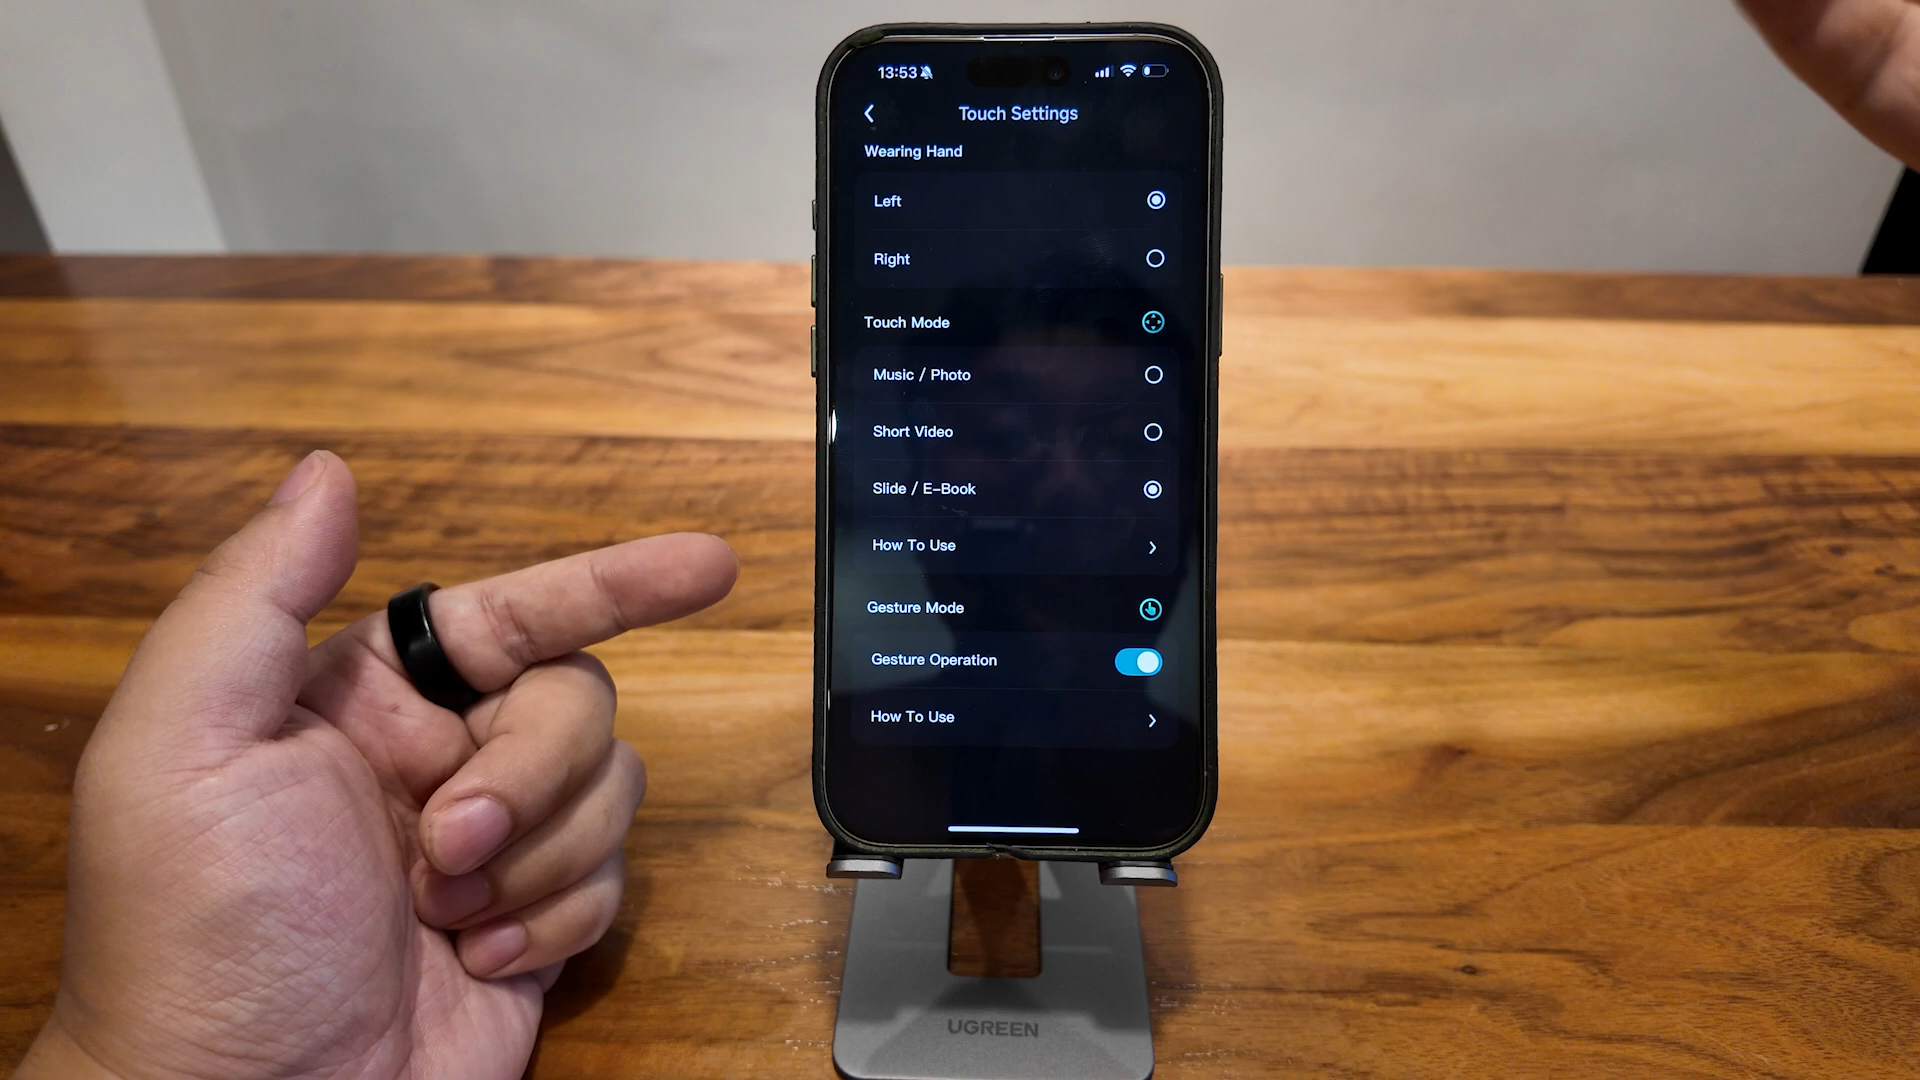 13:53
Touch Settings
Wearing Hand
Left
Right
Touch Mode
Music / Photo
Short Video
Slide / E-Book
How To Use
Gesture Mode
Gesture Operation
How To Use
UGREEN